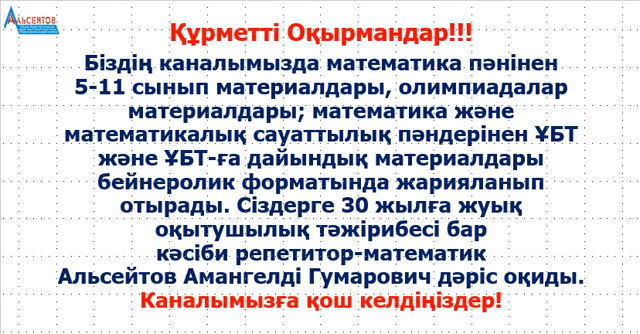 АЛЬСЕЙТОВ
Құрметті Оқырмандар!!!
Біздің каналымызда математика пәнінен
5-11 сынып материалдары, олимпиадалар
материалдары; математика және
математикалық сауаттылық пәндерінен ҰБТ
және ҰБТ-ға дайындық материалдары
бейнеролик форматында жарияланып
отырады. Сіздерге 30 жылға жуық
оқытушылық тәжірибесі бар
кәсіби репетитор-математик
Альсейтов Амангелді Гумарович дәріс оқиды.
Каналымызға қош келдіңіздер!